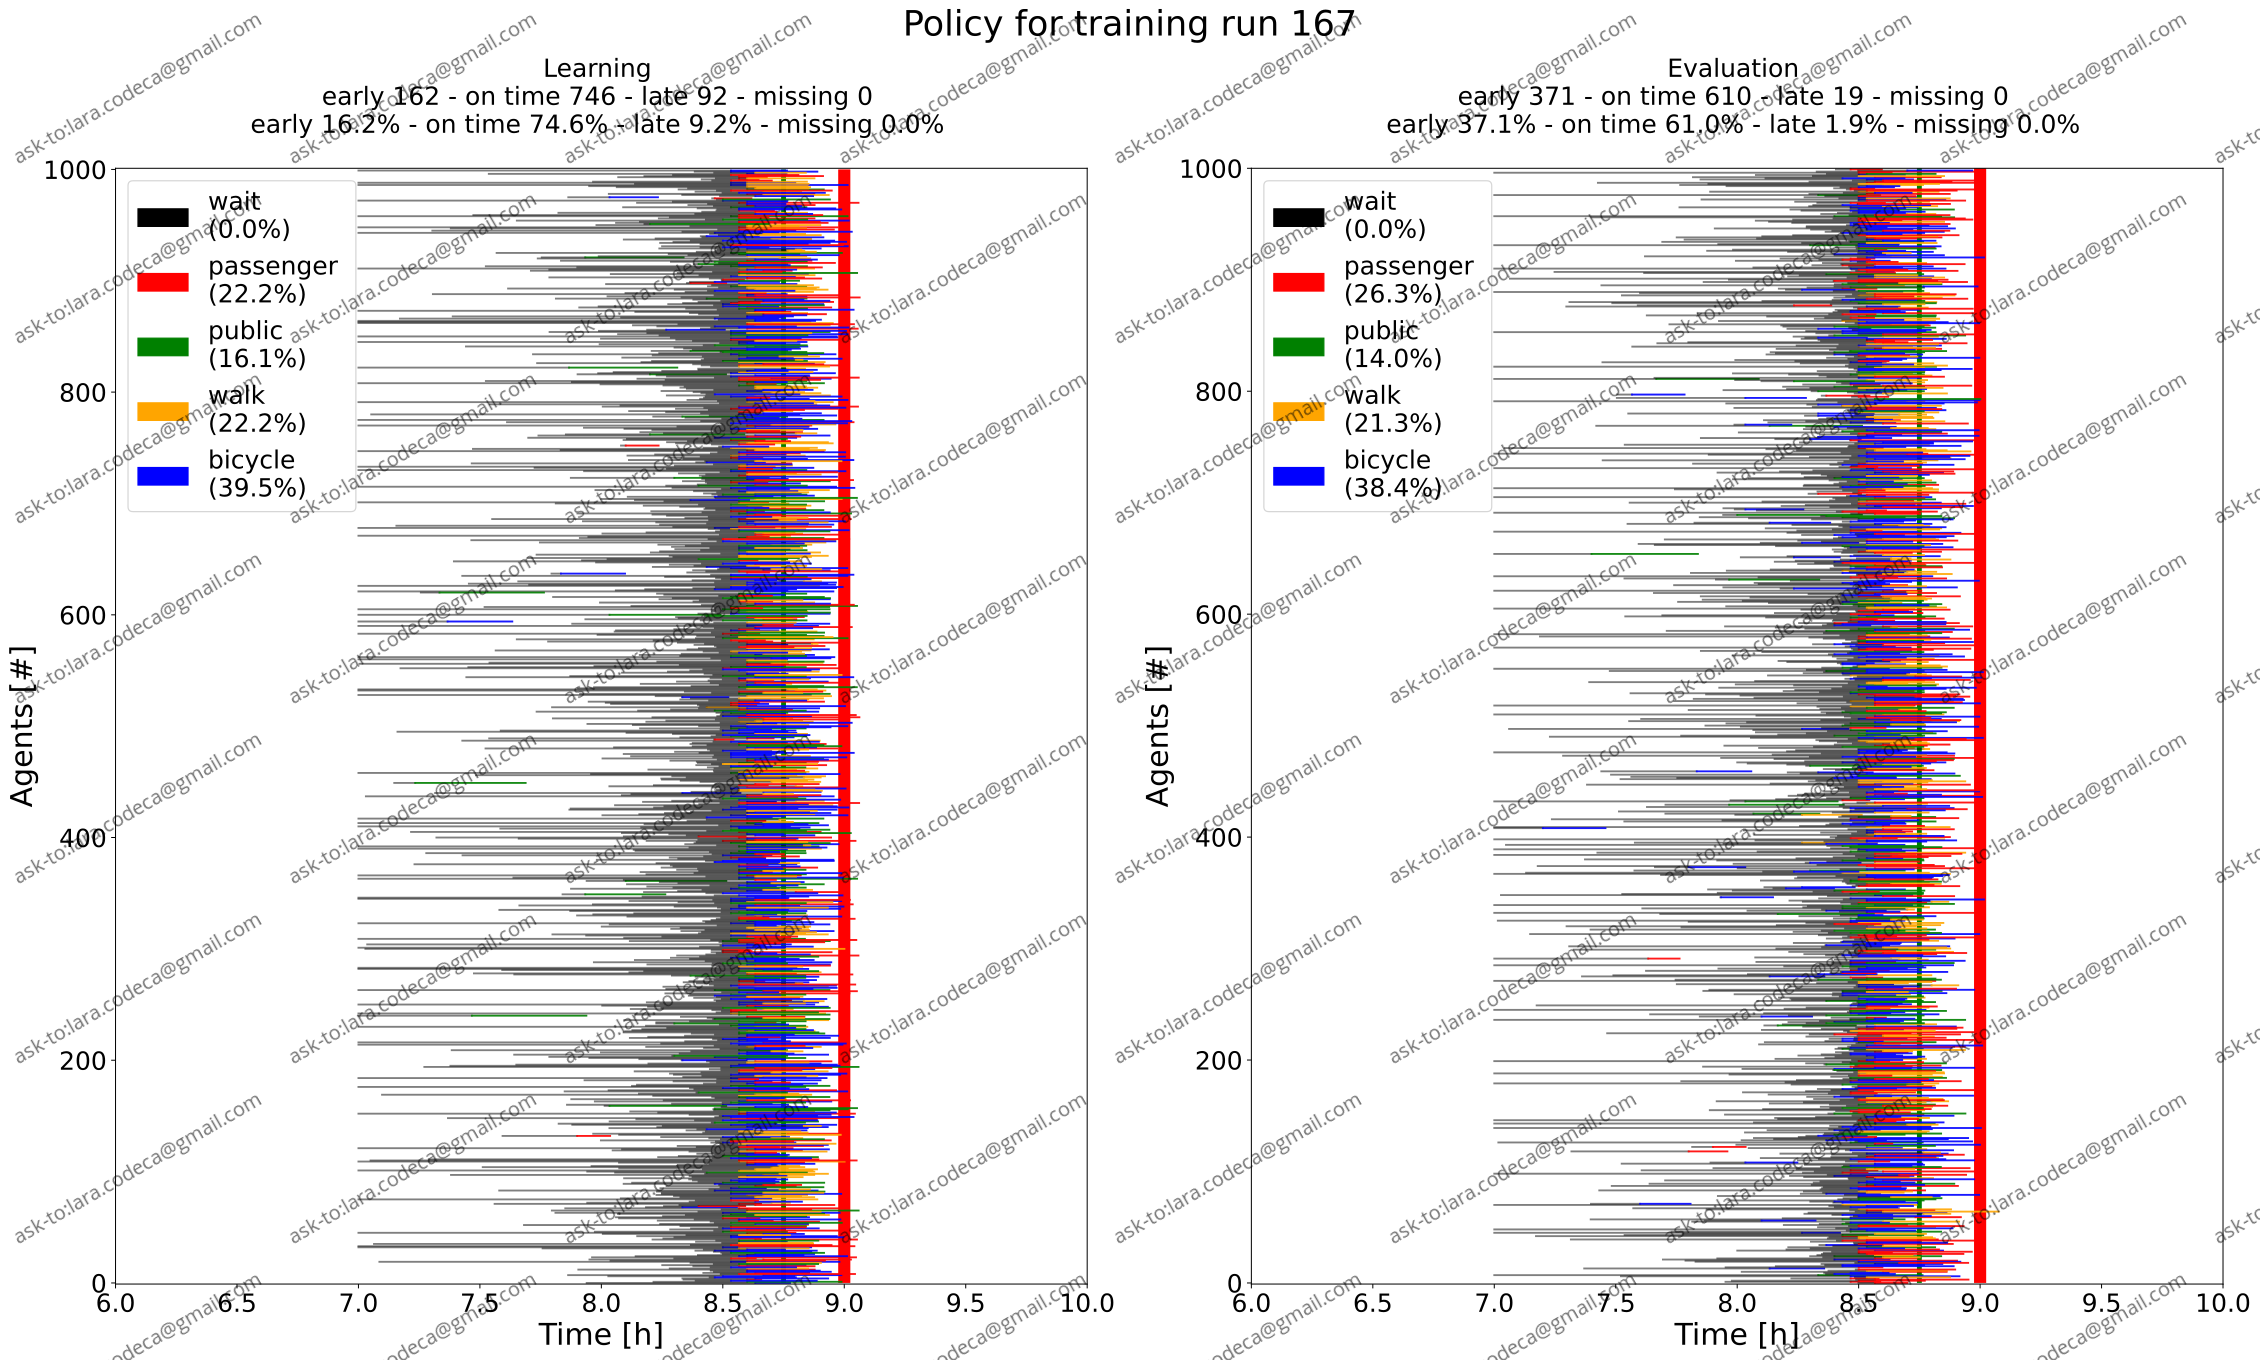 Policy for training run 167
Learning
early 162 - on time 746 - late 92 - missing 0
early 16.2% - on time 74.6% - late 9.2% - missing 0.0%
Agents [#]
1000
800
600
400
200
0
wait
(0.0%)
passenger
(22.2%)
public
(16.1%)
walk
(22.2%)
bicycle
(39.5%)
6.0 6.5 7.0 7.5 8.0 8.5 9.0 9.5 10.0
Time [h]
Evaluation
early 371 - on time 610 - late 19 - missing 0
early 37.1% - on time 61.0% - late 1.9% - missing 0.0%
Agents [#]
1000
800
600
400
200
0
wait
(0.0%)
passenger
(26.3%)
public
(14.0%)
walk
(21.3%)
bicycle
(38.4%)
6.0 6.5 7.0 7.5 8.0 8.5 9.0 9.5 10.0
Time [h]
ask-to:lara.codeca@gmail.com